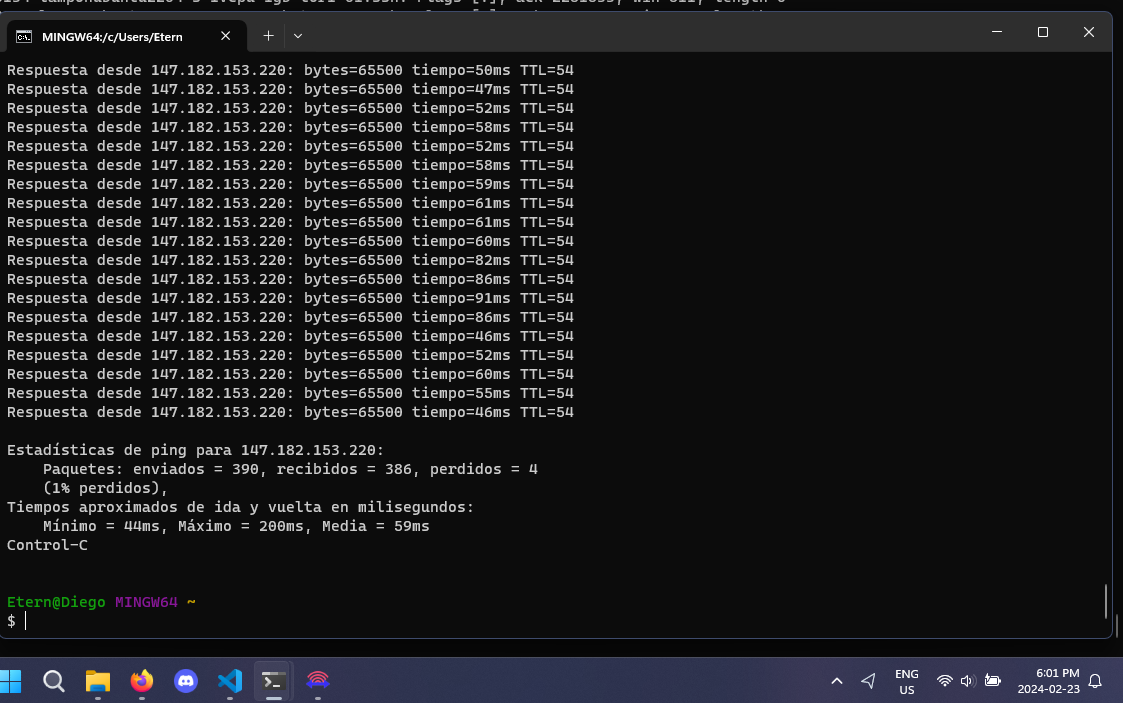 MINGW64:/c/Users/Etern
Respuesta desde 147.182.153.220: bytes=65500 tiempo=50ms TTL=54
Respuesta desde 147.182.153.220: bytes=65500 tiempo=47ms TTL=54
Respuesta desde 147.182.153.220: bytes=65500 tiempo=52ms TTL=54
Respuesta desde 147.182.153.220: bytes=65500 tiempo=58ms TTL=54
Respuesta desde 147.182.153.220: bytes=65500 tiempo=52ms TTL=54
Respuesta desde 147.182.153.220: bytes=65500 tiempo=58ms TTL=54
Respuesta desde 147.182.153.220: bytes=65500 tiempo=59ms TTL=54
Respuesta desde 147.182.153.220: bytes=65500 tiempo=61ms TTL=54
Respuesta desde 147.182.153.220: bytes=65500 tiempo=61ms TTL=54
Respuesta desde 147.182.153.220: bytes=65500 tiempo=60ms TTL=54
Respuesta desde 147.182.153.220: bytes=65500 tiempo=82ms TTL=54
Respuesta desde 147.182.153.220: bytes=65500 tiempo=86ms TTL=54
Respuesta desde 147.182.153.220: bytes=65500 tiempo=91ms TTL=54
Respuesta desde 147.182.153.220: bytes=65500 tiempo=86ms TTL=54
Respuesta desde 147.182.153.220: bytes=65500 tiempo=46ms TTL=54
Respuesta desde 147.182.153.220: bytes=65500 tiempo=52ms TTL=54
Respuesta desde 147.182.153.220: bytes=65500 tiempo=60ms TTL=54
Respuesta desde 147.182.153.220: bytes=65500 tiempo=55ms TTL=54
Respuesta desde 147.182.153.220: bytes=65500 tiempo=46ms TTL=54
Estadísticas de ping para 147.182.153.220:
Paquetes: enviados = 390, recibidos = 386, perdidos = 4
(1% perdidos),
Tiempos aproximados de ida y vuelta en milisegundos:
Mínimo = 44ms, Máximo = 200ms, Media = 59ms
Control-C
Etern@Diego MINGW64 ~
$
ENG
US
6:01 PM
2024-02-23